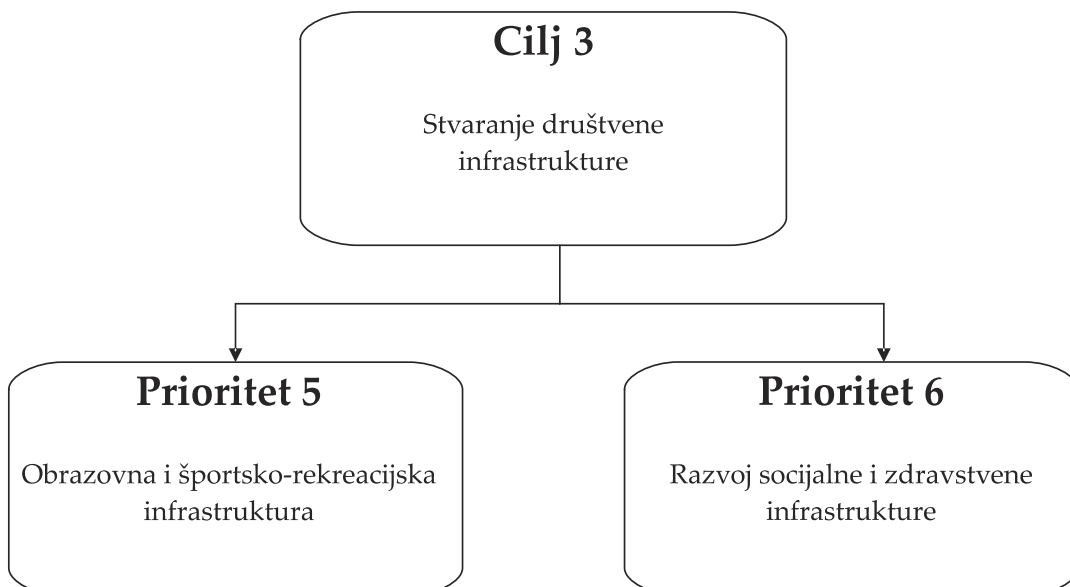 Cilj 3
Stvaranje društvene
infrastrukture
Prioritet 5
Obrazovna i športsko-rekreacijska
infrastruktura
Prioritet 6
Razvoj socijalne i zdravstvene
infrastrukture